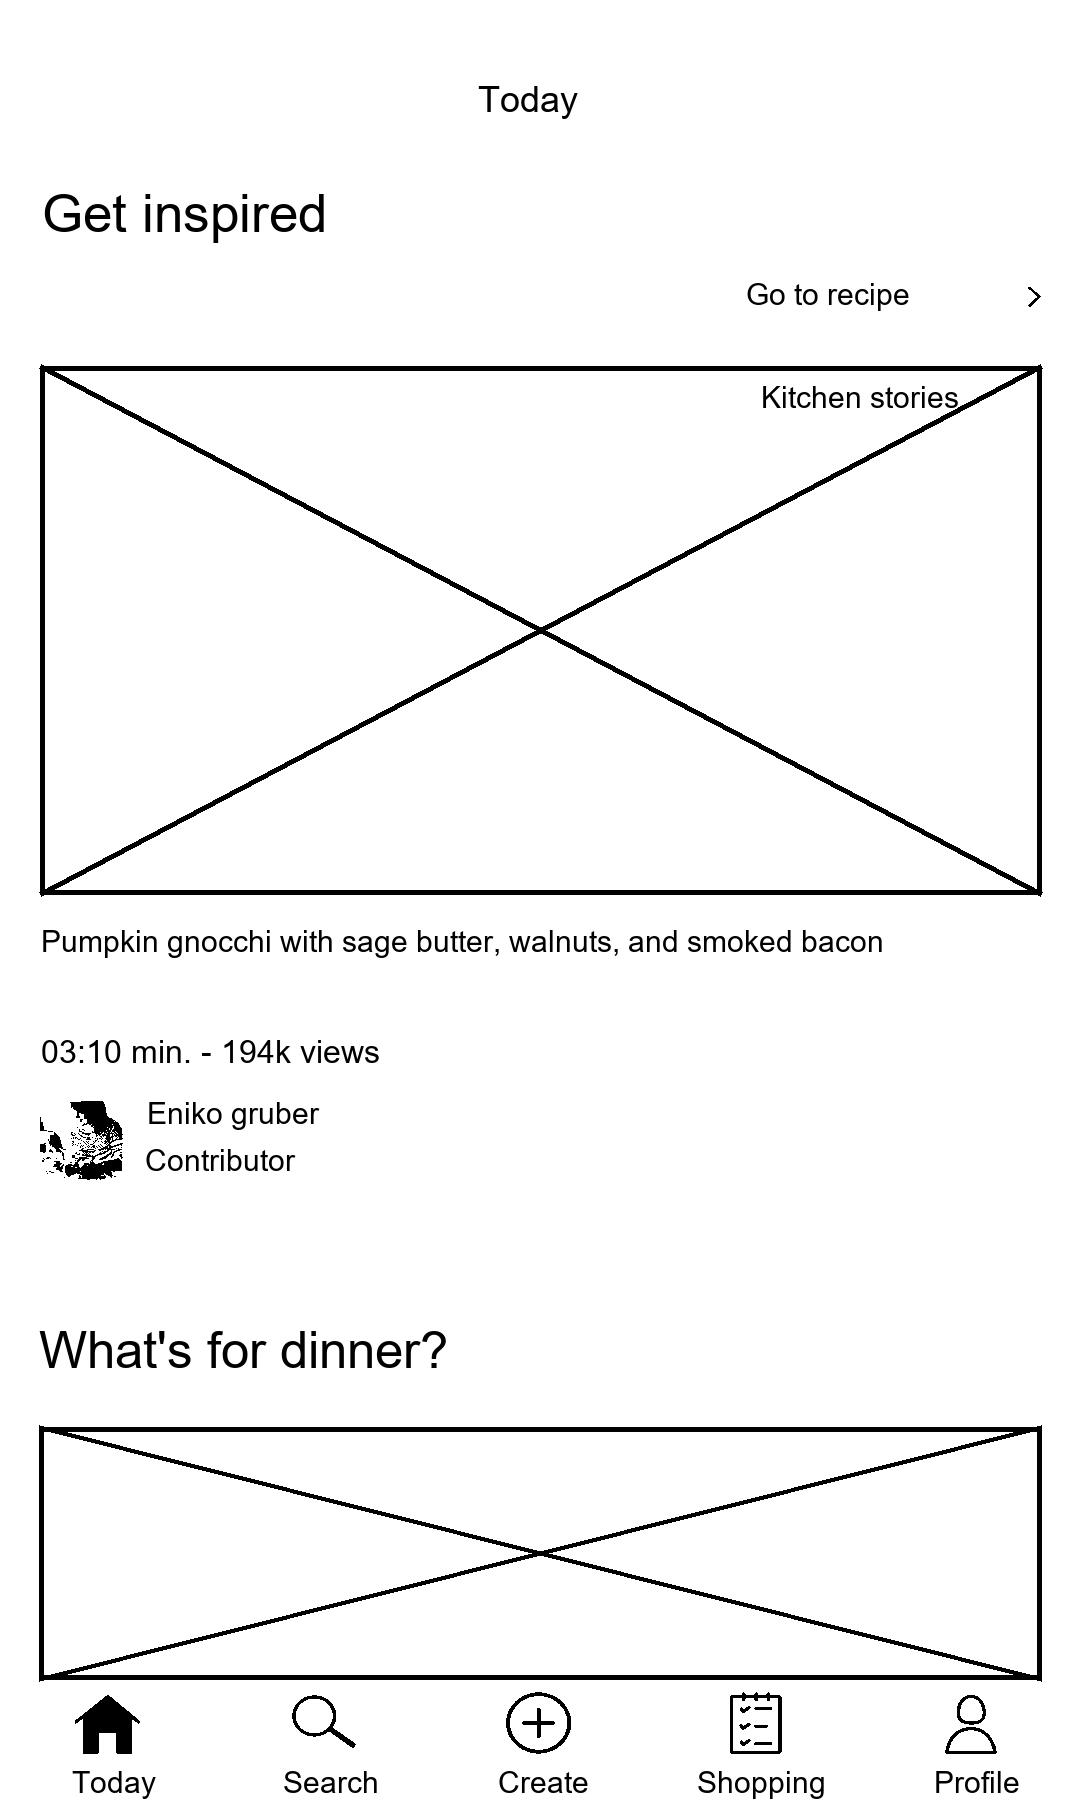 Today
Get inspired
Go to recipe
Kitchen stories
Pumpkin gnocchi with sage butter, walnuts, and smoked bacon
03:10 min. - 194k views
Eniko gruber
Contributor
What's for dinner?
Today Search Create Shopping Profile